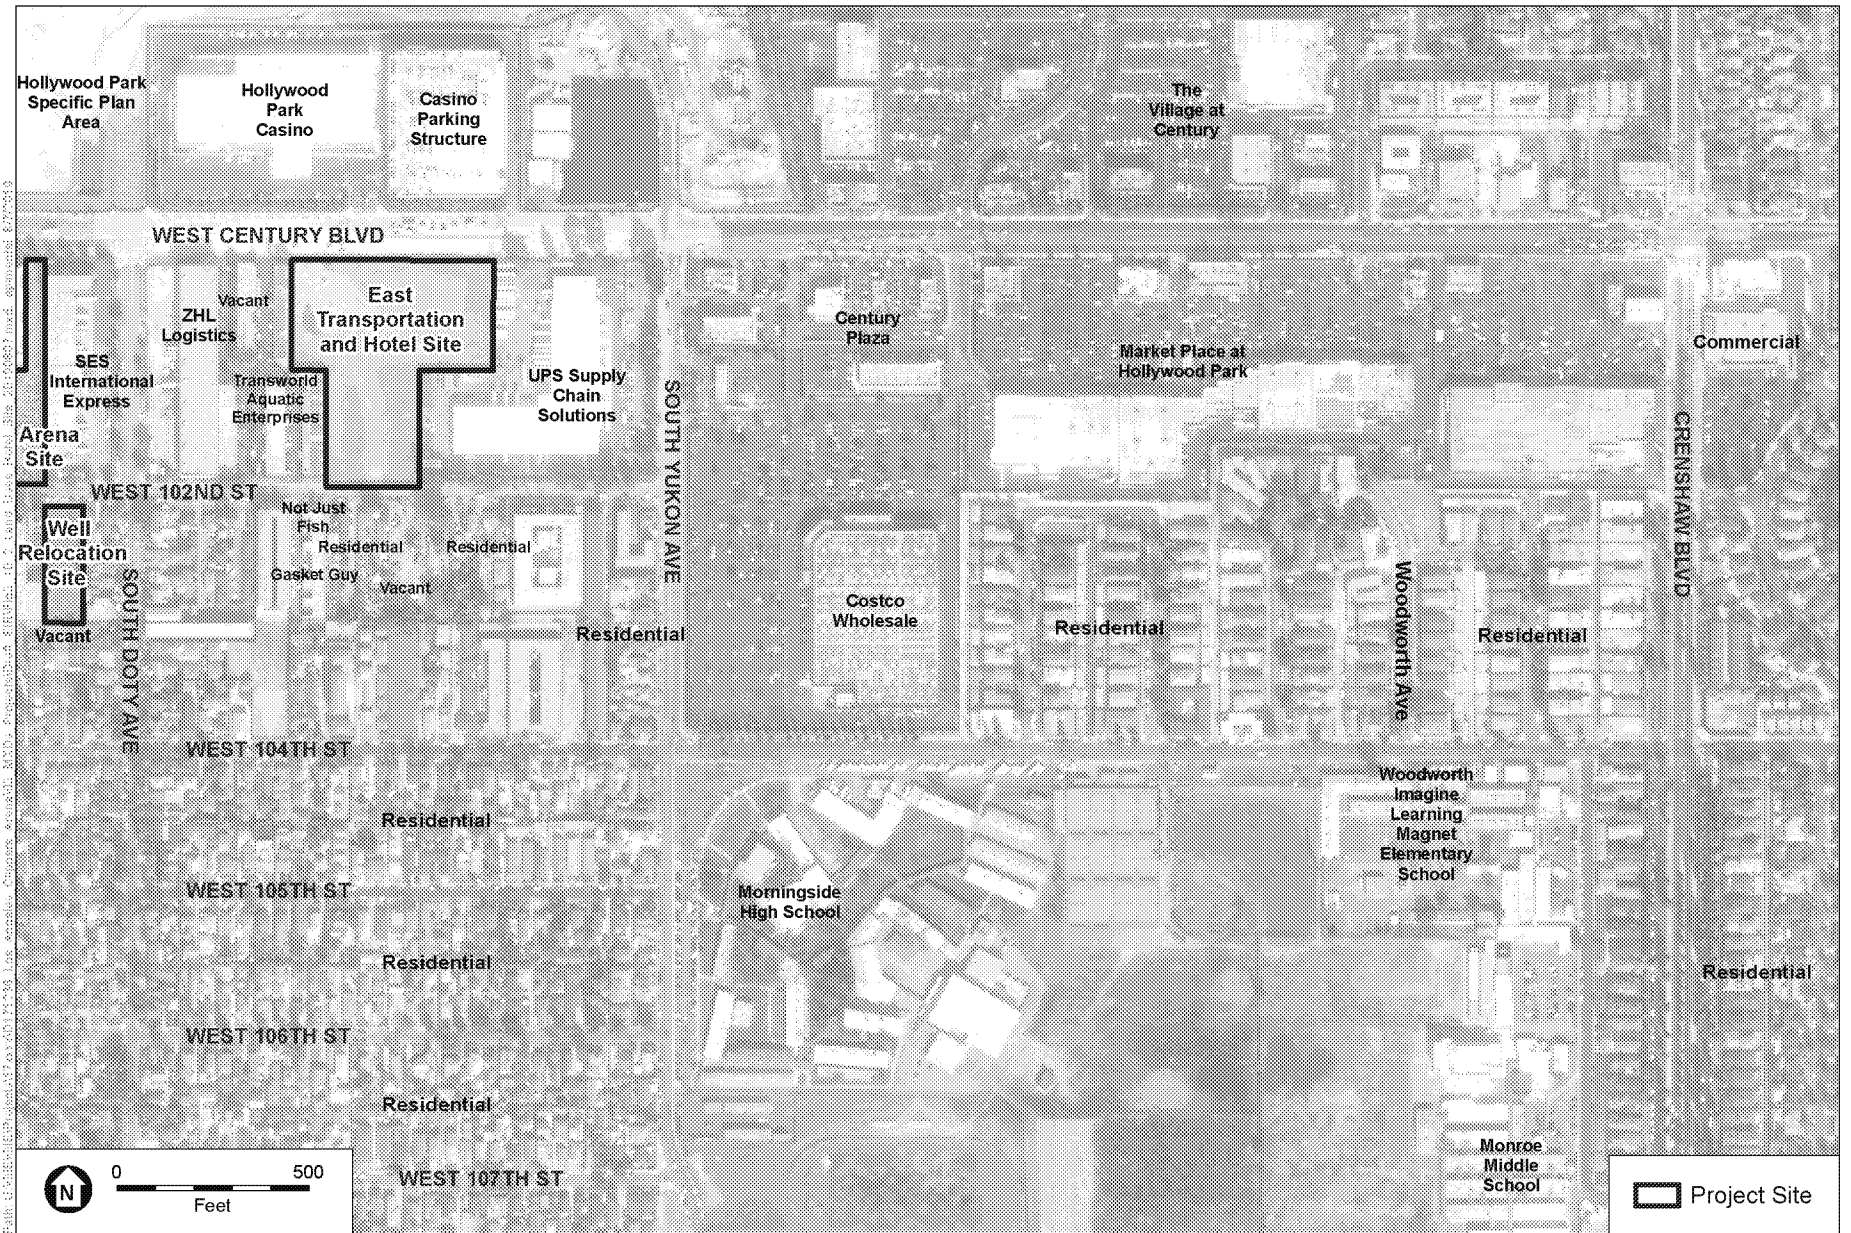 Hollywood Park
Specific Plan
Area
Hollywood
Park
Casino
Casino
Parking
Structure
The
Village at
Century
WEST CENTURY BLVD
East
Transportation
and Hotel Site
Vacant
ZHL
Logistics
SES
International
Express
Transworld
Aquatic
Enterprises
UPS Supply
Chain
Solutions
Century
Plaza
Market Place at
Hollywood Park
Commercial
Arena
Site
SOUTH YUKON AVE
CRENSHAW BLVD
WEST 102ND ST
Well
Relocation
Site
Vacant
Not Just
Fish
Residential
Residential
Gasket Guy
Vacant
SOUTH DOTY AVE
Residential
Costco
Wholesale
Residential
Woodworth Ave
Residential
WEST 104TH ST
Residential
Woodworth
Imagine
Learning
Magnet
Elementary
School
WEST 105TH ST
Morningside
High School
Residential
Residential
WEST 106TH ST
Residential
Monroe
Middle
School
WEST 107TH ST
N
0 500
Feet
Project Site